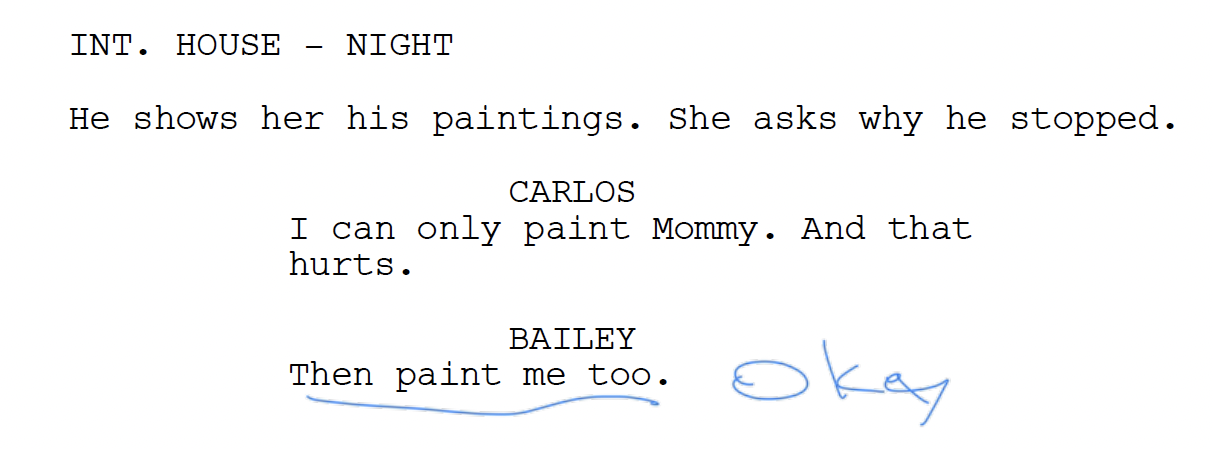 INT. HOUSE – NIGHT
He shows her his paintings. She asks why he stopped.
CARLOS
I can only paint Mommy. And that
hurts.
BAILEY
Then paint me too. Okay